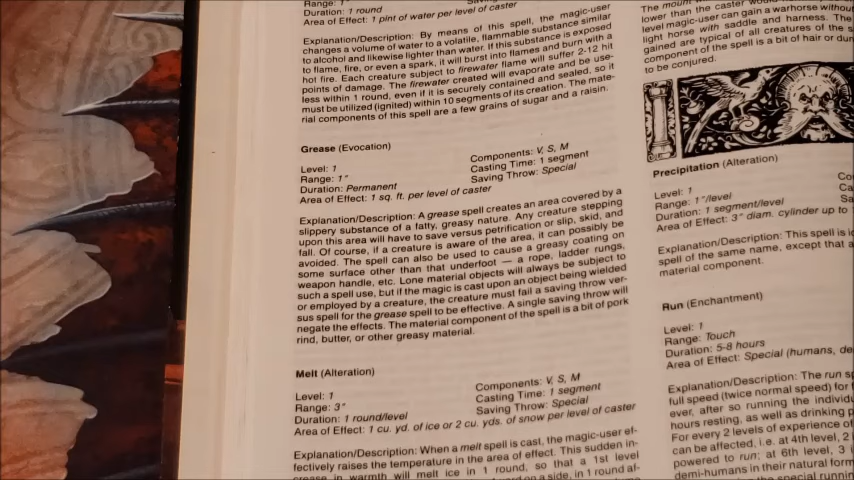 Range: 1"
Duration: 1 round
Area of Effect: 1 pint of water per level of caster
Explanation/Description: By means of this spell, the magic-user
changes a volume of water to a volatile, flammable substance similar
to alcohol and likewise lighter than water. If this substance is exposed
to flame, fire, or even a spark, it will burst into flames and burn with a
hot fire. Each creature subject to firewater flame will suffer 2-12 hit
points of damage. The firewater created will evaporate and be use-
less within 1 round, even if it is securely contained and sealed, so it
must be utilized (ignited) within 10 segments of its creation. The mate-
rial components of this spell are a few grains of sugar and a raisin.
Grease (Evocation)
Level: 1
Components: V, S, M
Range: 1"
Casting Time: 1 segment
Duration: Permanent
Saving Throw: Special
Area of Effect: 1 sq. ft. per level of caster
Explanation/Description: A grease spell creates an area covered by a
slippery substance of a fatty, greasy nature. Any creature stepping
upon this area will have to save versus petrification or slip, skid, and
fall. Of course, if a creature is aware of the area, it can possibly be
avoided. The spell can also be used to cause a greasy coating on
some surface other than that underfoot — a rope, ladder rungs,
weapon handle, etc. Lone material objects will always be subject to
such a spell use, but if the magic is cast upon an object being wielded
or employed by a creature, the creature must fail a saving throw ver-
sus spell for the grease spell to be effective. A single saving throw will
negate the effects. The material component of the spell is a bit of pork
rind, butter, or other greasy material.
Melt (Alteration)
Level: 1
Components: V, S, M
Range: 3"
Casting Time: 1 segment
Duration: 1 round/level
Saving Throw: Special
Area of Effect: 1 cu. yd. of ice or 2 cu. yds. of snow per level of caster
Explanation/Description: When a melt spell is cast, the magic-user ef-
fectively raises the temperature in the area of effect. This sudden in-
crease in warmth will melt ice in 1 round, so that a 1st level
on a side, in 1 round af-
The mount
lower than the caster would
level magic-user can gain a warhorse without
light horse with saddle and harness. The
gained are typical of all creatures of the
component of the spell is a bit of hair or
to be conjured.
Precipitation (Alteration)
Level: 1
Range: 1"/level
Duration: 1 segment/level
Area of Effect: 3" diam. cylinder up to
Explanation/Description: This spell is
spell of the same name, except that
material component.
Run (Enchantment)
Level: 1
Range: Touch
Duration: 5-8 hours
Area of Effect: Special (humans,
Explanation/Description: The run
full speed (twice normal speed) for
ever, after so running the
hours resting, as well as drinking
For every 2 levels of experience of
can be affected, i.e. at 4th level, 2
powered to run; at 6th level, 3
demi-humans in their natural form
the special running